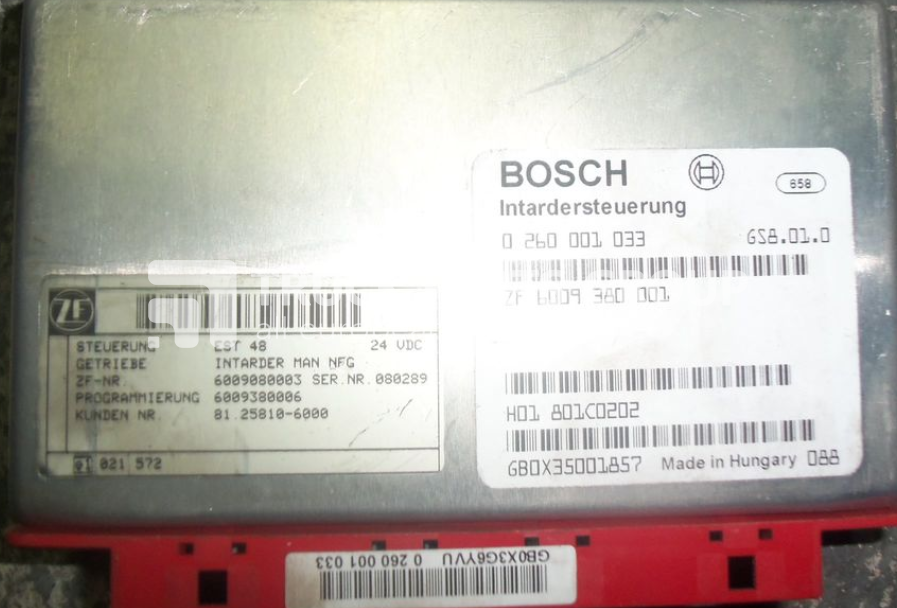 BOSCH
658
Intardersteuerung
0 260 001 033 GS8.01.0
ZF 6009 380 001
H01 801C0202
GB0X35001857 Made in Hungary 088
ZF
STEUERUNG EST 48 24 VDC
GETRIEBE INTARDER MAN NFG
ZF-NR. 6009080003 SER.NR.080289
PROGRAMMIERUNG 6009380006
KUNDEN NR. 81.25810-6000
e1 021 572
GB0X3G6YVU 0 260 001 033